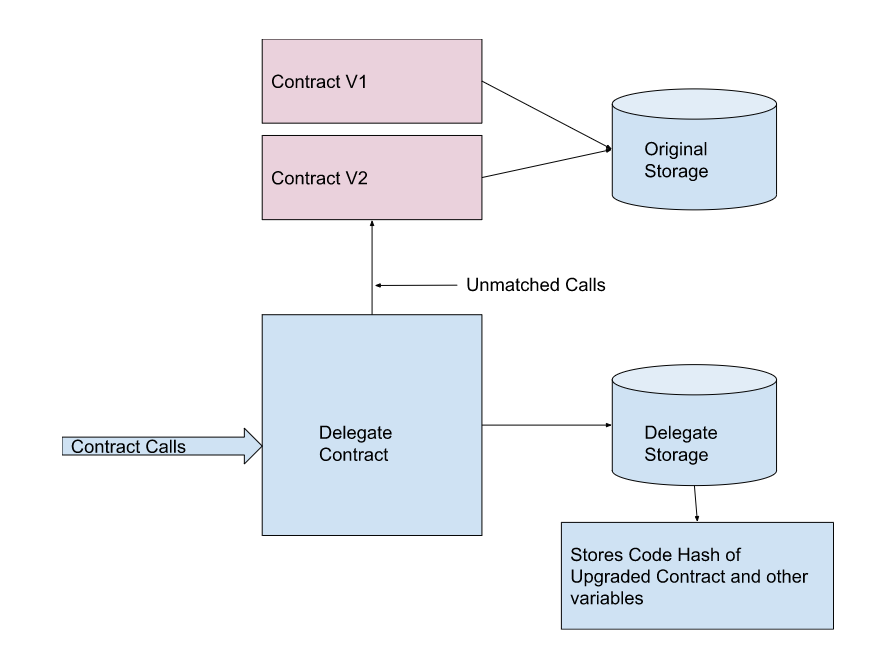 Contract V1
Contract V2
Original
Storage
Unmatched Calls
Contract Calls
Delegate
Contract
Delegate
Storage
Stores Code Hash of
Upgraded Contract and other
variables